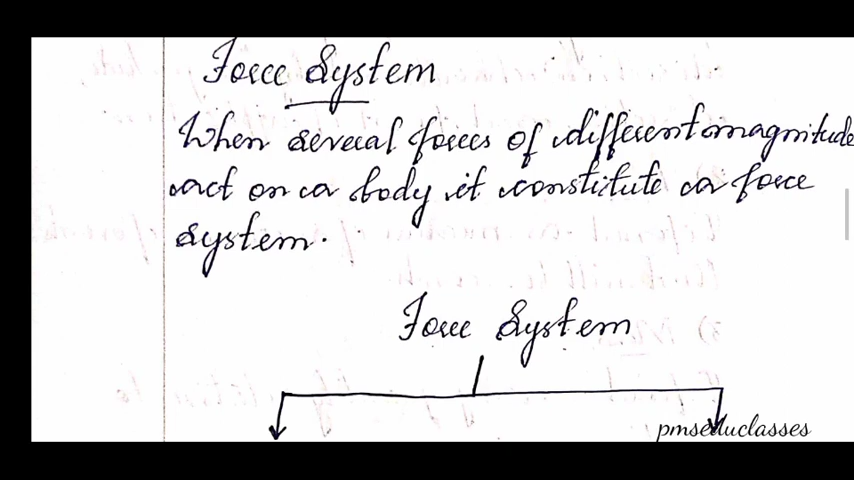 Force System
When several forces of different magnitude
act on a body it constitute a force
system.
Force System
pmseduclasses